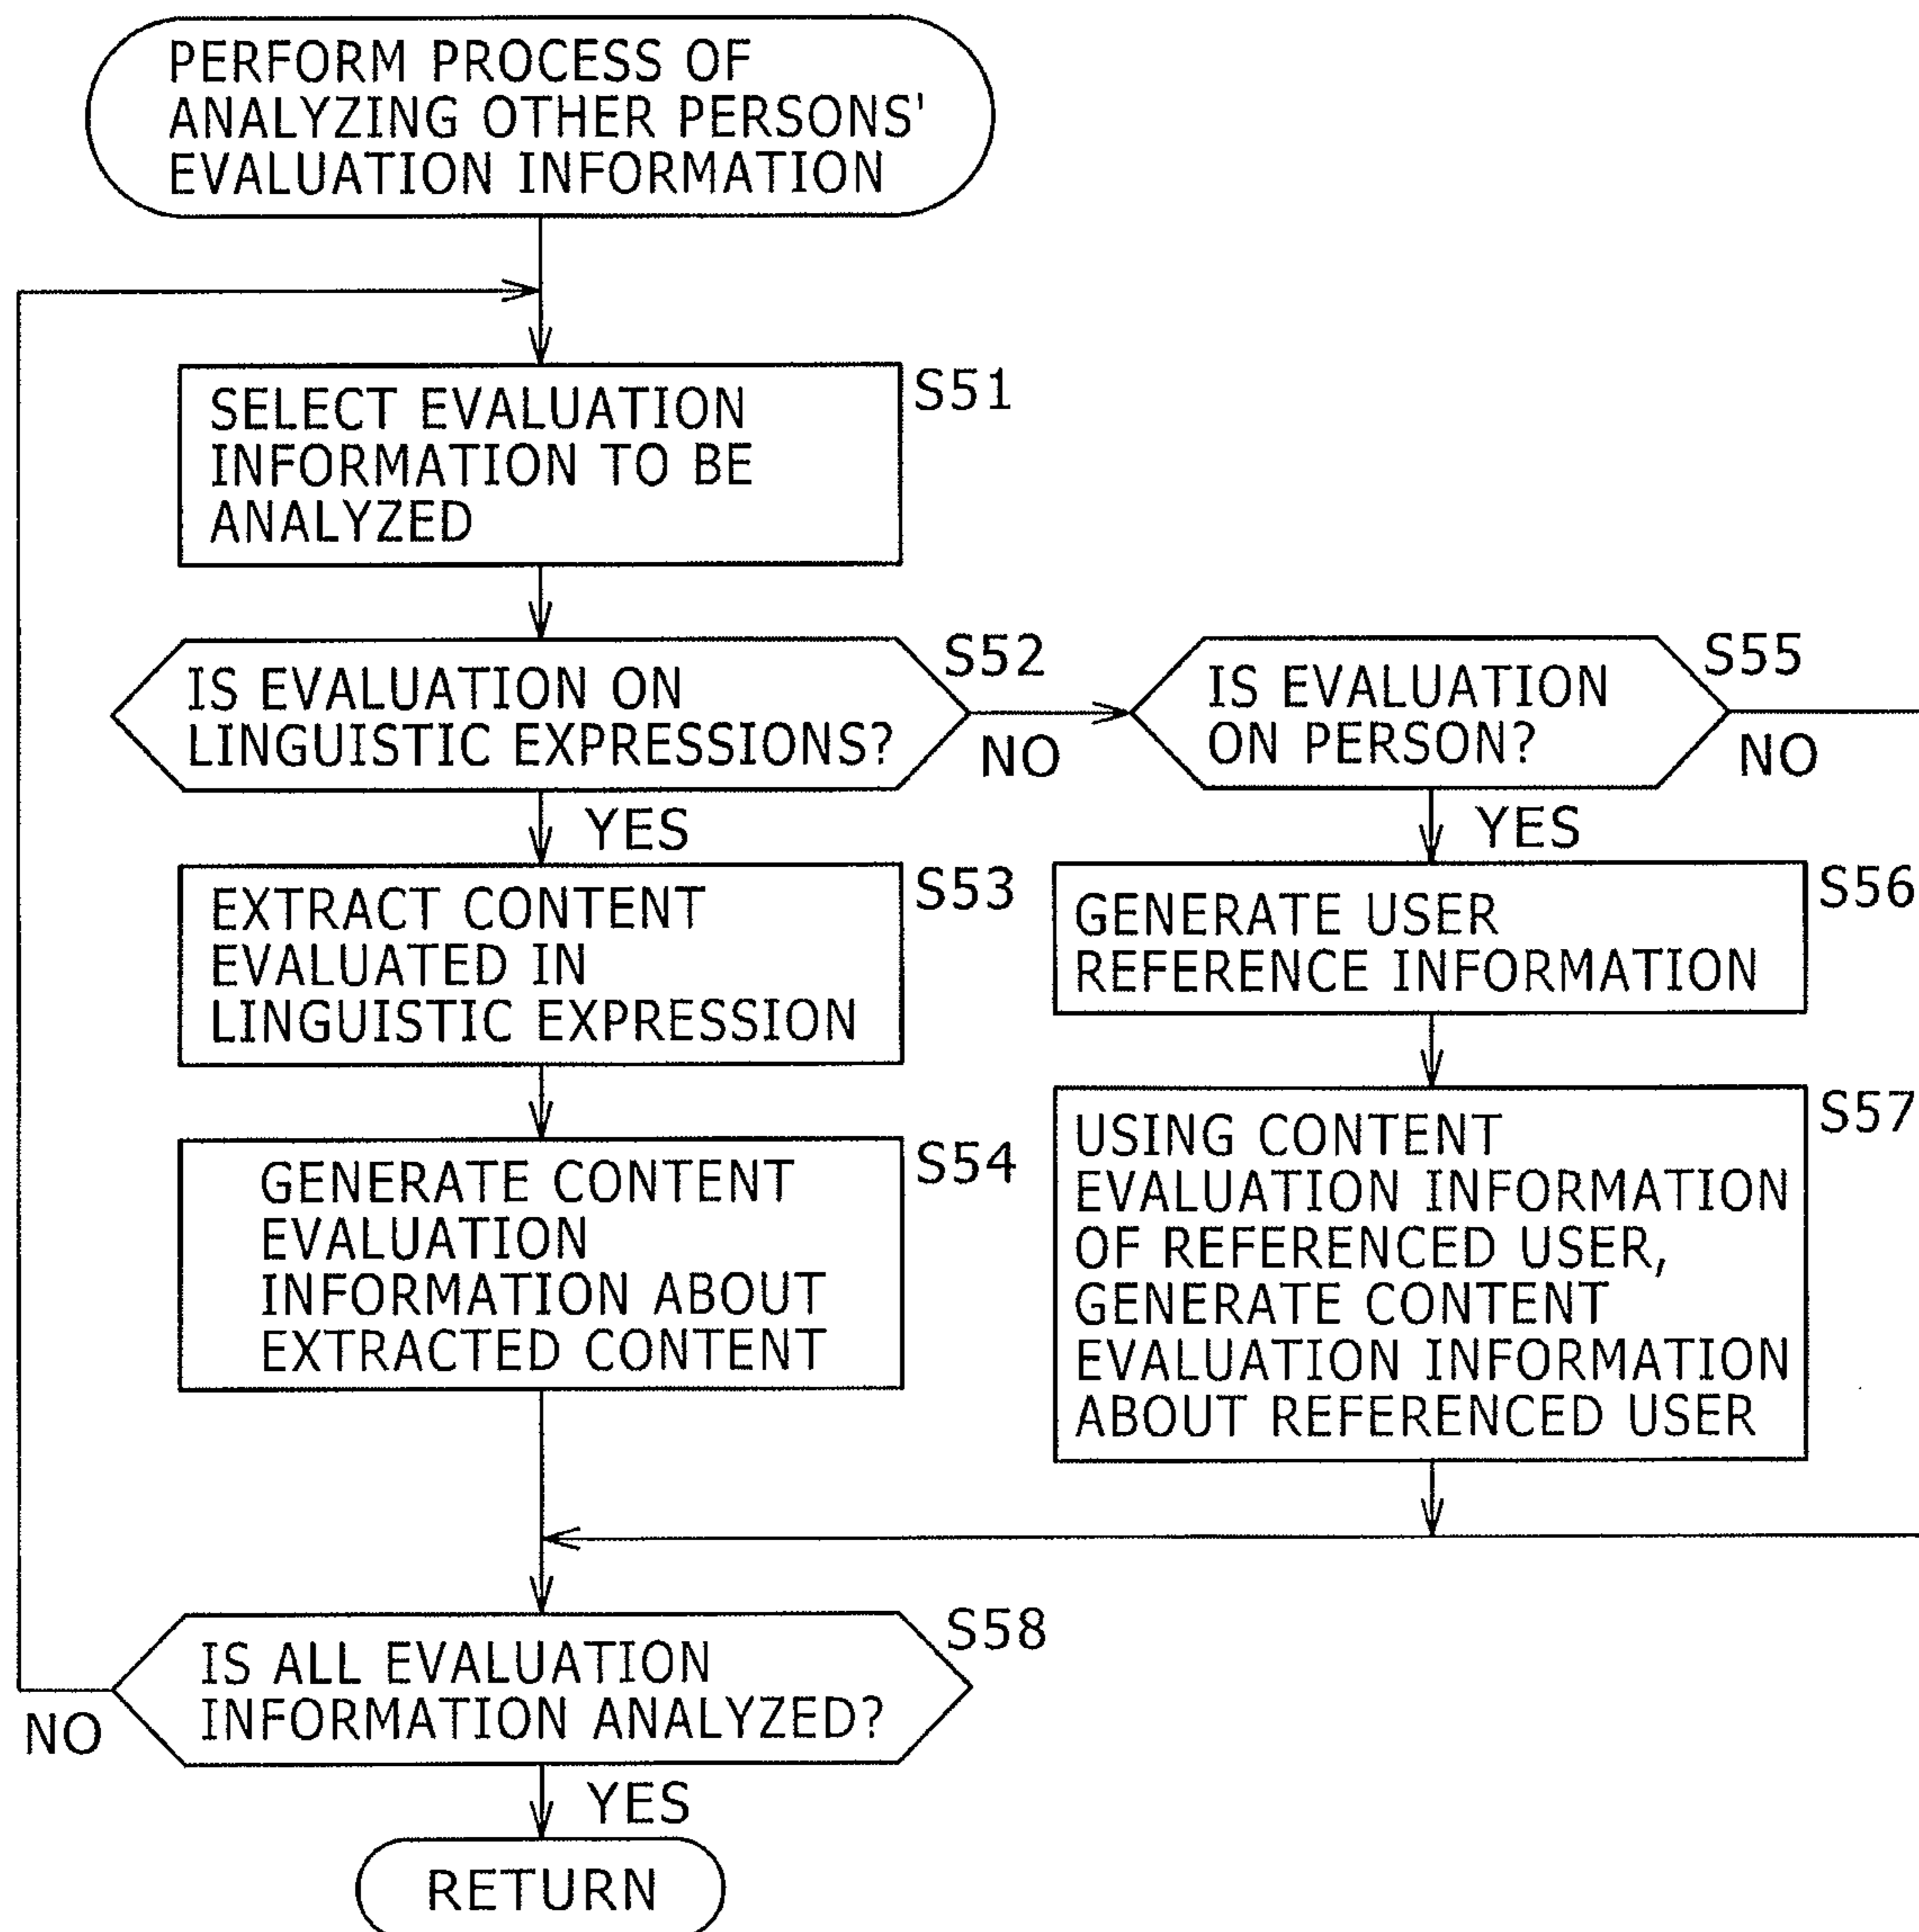 PERFORM PROCESS OF
ANALYZING OTHER PERSONS'
EVALUATION INFORMATION
S51
SELECT EVALUATION
INFORMATION TO BE
ANALYZED
S52
IS EVALUATION ON
LINGUISTIC EXPRESSIONS?
NO
YES
S55
IS EVALUATION
ON PERSON?
NO
YES
S53
EXTRACT CONTENT
EVALUATED IN
LINGUISTIC EXPRESSION
S56
GENERATE USER
REFERENCE INFORMATION
S54
GENERATE CONTENT
EVALUATION
INFORMATION ABOUT
EXTRACTED CONTENT
S57
USING CONTENT
EVALUATION INFORMATION
OF REFERENCED USER,
GENERATE CONTENT
EVALUATION INFORMATION
ABOUT REFERENCED USER
S58
IS ALL EVALUATION
INFORMATION ANALYZED?
NO
YES
RETURN